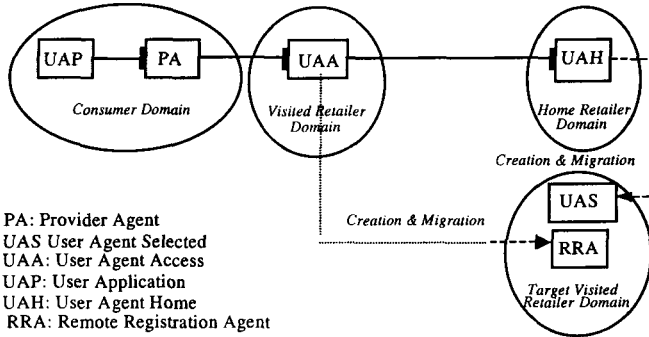 UAP
PA
UAA
UAH
Consumer Domain
Visited Retailer
Domain
Home Retailer
Domain
Creation & Migration
UAS
Creation & Migration
RRA
Target Visited
Retailer Domain
PA: Provider Agent
UAS User Agent Selected
UAA: User Agent Access
UAP: User Application
UAH: User Agent Home
RRA: Remote Registration Agent